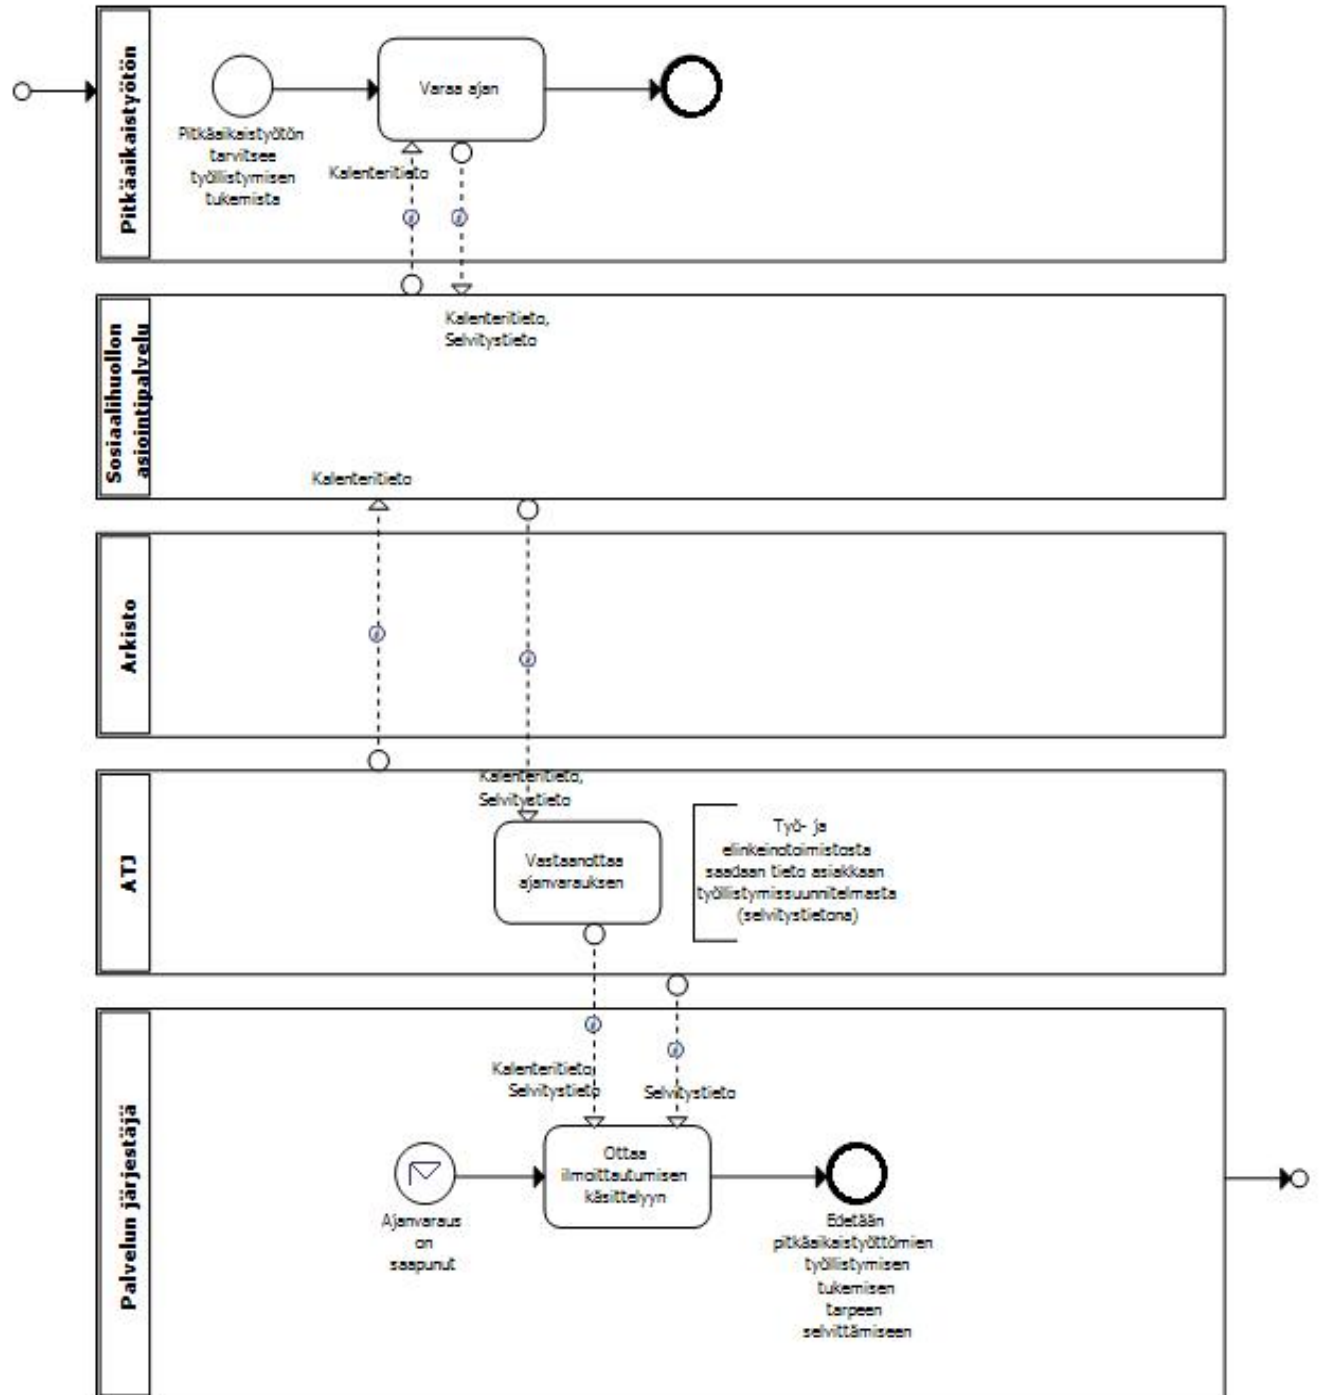 Pitkäaikaistyötön
Varaa ajan
Pitkäaikaistyötön
tarvitsee
työllistymisen
tukemista
Kalenteritieto
Sosiaalihuollon
asiointipalvelu
Kalenteritieto,
Selvitystieto
Kalenteritieto
Arkisto
ATJ
Kalenteritieto,
Selvitystieto
Vastaanottaa
ajanvarauksen
Työ- ja
elinkeinotoimistosta
saadaan tieto asiakkaan
työllistymissuunnitelmasta
(selvitystietona)
Palvelun järjestäjä
Kalenteritieto,
Selvitystieto
Selvitystieto
Ottaa
ilmoittautumisen
käsittelyyn
Ajanvaraus
on
saapunut
Edetään
pitkäaikaistyöttömien
työllistymisen
tukemisen
tarpeen
selvittämiseen